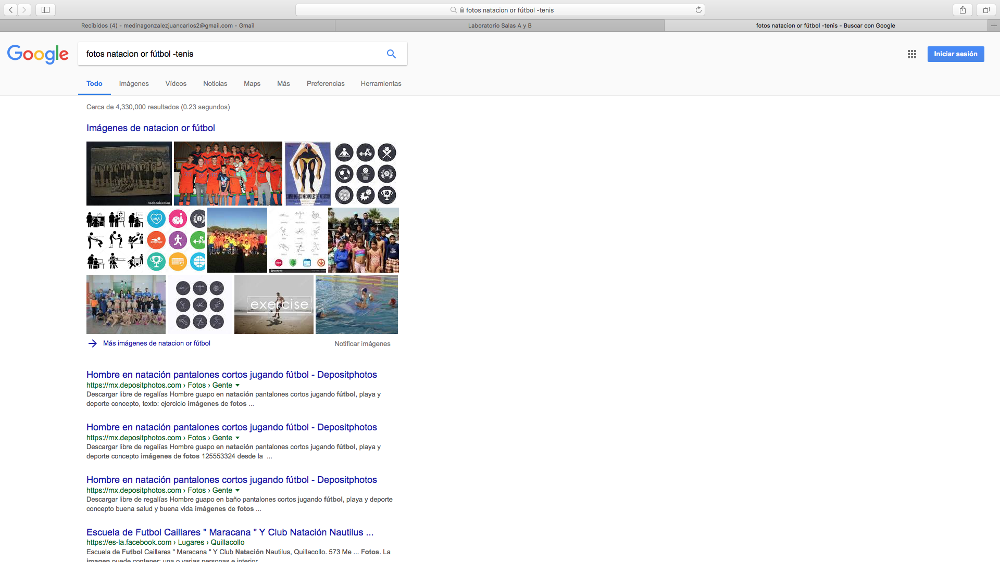 fotos natacion or fútbol -tenis
Recibidos (4) - medinagonzalezjuancarlos2@gmail.com - Gmail
Laboratorio Salas A y B
fotos natacion or fútbol -tenis - Buscar con Google
Google
fotos natacion or fútbol -tenis
Iniciar sesión
Todo Imágenes Vídeos Noticias Maps Más Preferencias Herramientas
Cerca de 4,330,000 resultados (0.23 segundos)
Imágenes de natacion or fútbol
todocoleccion
CAMPEONATOS NACIONALES DE NATACION
NEW
exercise
Más imágenes de natacion or fútbol
Notificar imágenes
Hombre en natación pantalones cortos jugando fútbol - Depositphotos
https://mx.depositphotos.com › Fotos › Gente
Descargar libre de regalías Hombre guapo en natación pantalones cortos jugando fútbol, playa y
deporte concepto, texto: ejercicio imágenes de fotos ...
Hombre en natación pantalones cortos jugando fútbol - Depositphotos
https://mx.depositphotos.com › Fotos › Gente
Descargar libre de regalías Hombre guapo en natación pantalones cortos jugando fútbol, playa y
deporte concepto imágenes de fotos 125553324 desde la ...
Hombre en natación pantalones cortos jugando fútbol - Depositphotos
https://mx.depositphotos.com › Fotos › Gente
Descargar libre de regalías Hombre guapo en baño pantalones cortos jugando fútbol, playa y deporte
concepto buena salud y buena vida imágenes de fotos ...
Escuela de Futbol Caillares " Maracana " Y Club Natación Nautilus ...
https://es-la.facebook.com › Lugares › Quillacollo
Escuela de Futbol Caillares " Maracana " Y Club Natación Nautilus, Quillacollo. 573 Me ... Fotos. La
imagen puede contener: una o varias personas e interior